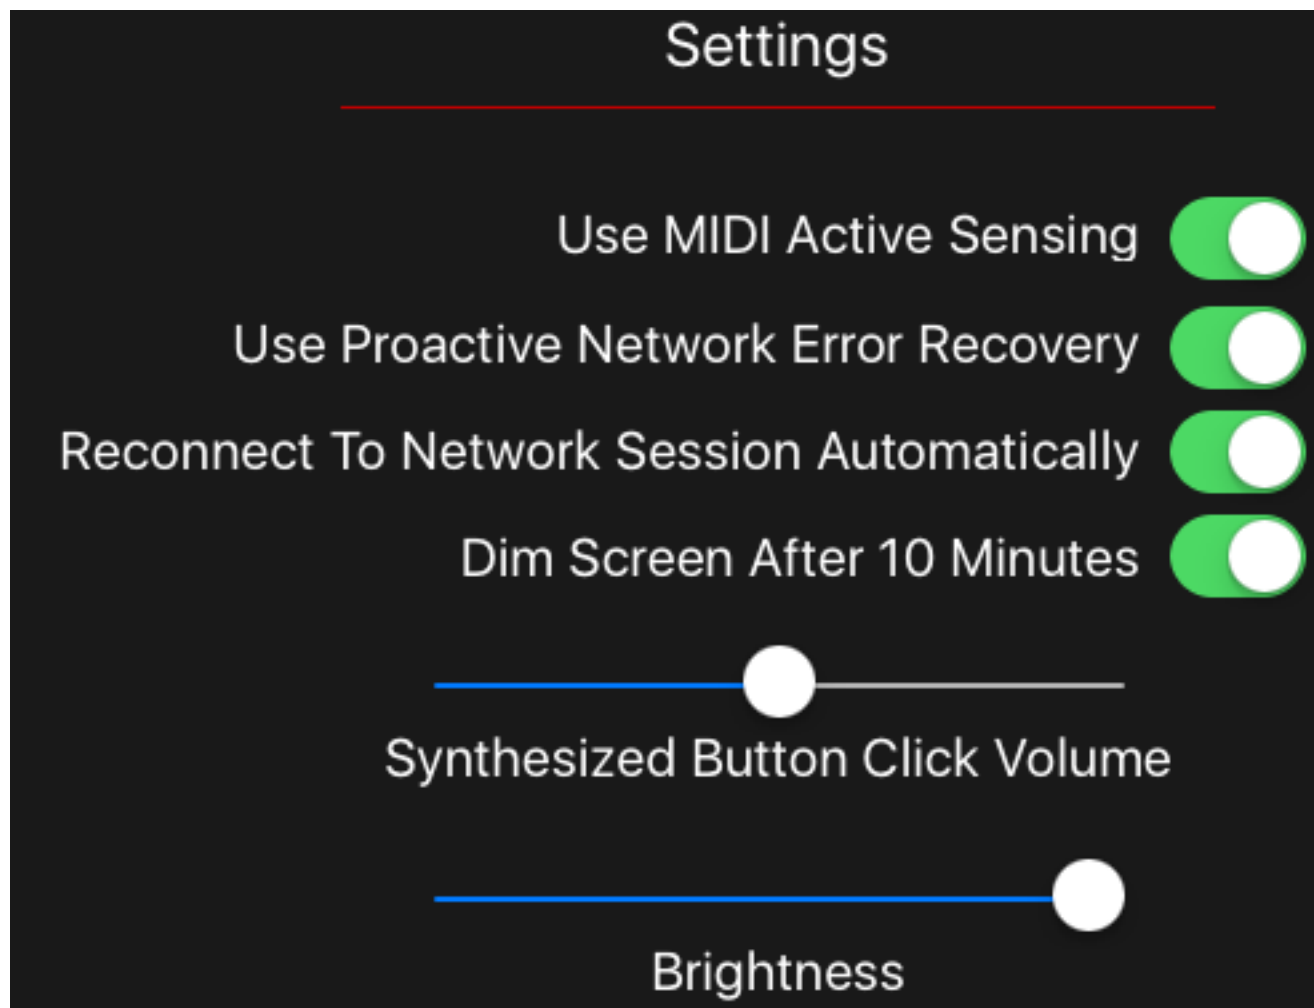 Settings
Use MIDI Active Sensing
Use Proactive Network Error Recovery
Reconnect To Network Session Automatically
Dim Screen After 10 Minutes
Synthesized Button Click Volume
Brightness